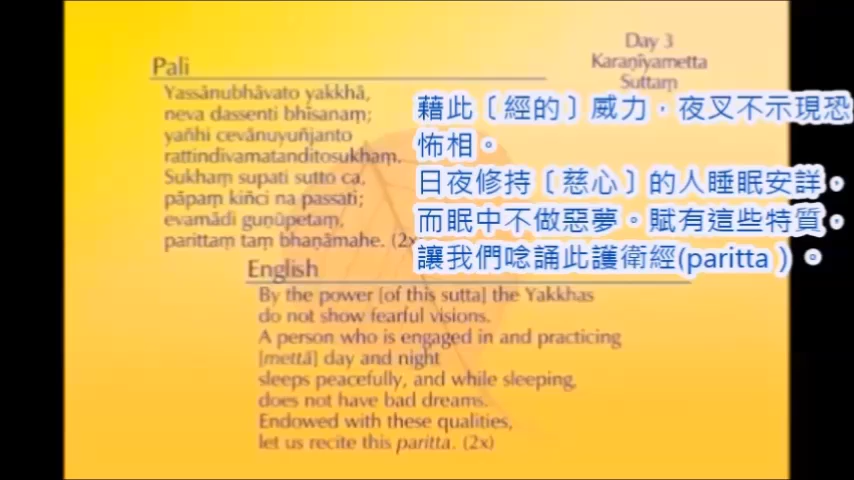 Day 3
Karaṇīyametta
Suttaṃ
Pali
Yassānubhāvato yakkhā,
neva dassenti bhīsanaṃ;
yañhi cevānuyuñjanto
rattindivamatanditosukhaṃ.
Sukhaṃ supati sutto ca,
pāpaṃ kiñci na passati;
evamādi guṇūpetaṃ,
parittaṃ taṃ bhaṇāmahe. (2x
藉此〔經的〕威力，夜叉不示現恐
怖相。
日夜修持〔慈心〕的人睡眠安詳，
而眠中不做惡夢。賦有這些特質，
讓我們唸誦此護衛經(paritta）。
English
By the power [of this sutta] the Yakkhas
do not show fearful visions.
A person who is engaged in and practicing
[mettā] day and night
sleeps peacefully, and while sleeping,
does not have bad dreams.
Endowed with these qualities,
let us recite this paritta. (2x)